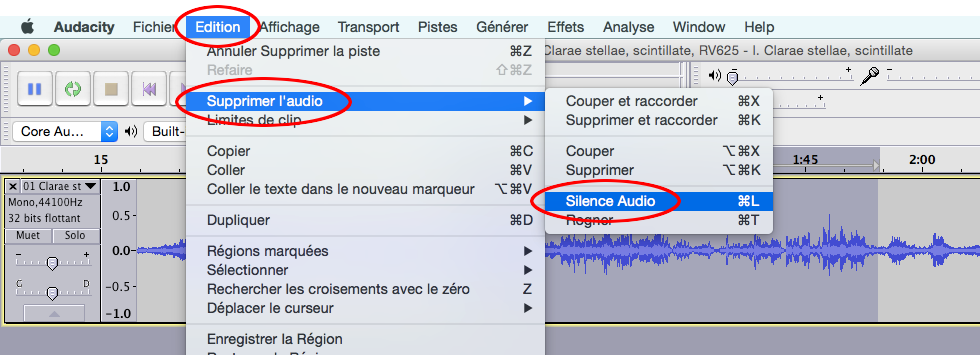 Audacity Fichier Edition Affichage Transport Pistes Générer Effets Analyse Window Help
Annuler Supprimer la piste ⌘Z
Clarae stellae, scintillate, RV625 - I. Clarae stellae, scintillate
Refaire ⇧⌘Z
Supprimer l'audio ▶
Limites de clip ▶
Copier ⌘C
Coller ⌘V
Coller le texte dans le nouveau marqueur ⌥⌘V
Dupliquer ⌘D
Régions marquées ▶
Sélectionner ▶
Rechercher les croisements avec le zéro Z
Déplacer le curseur ▶
Enregistrer la Région
Couper et raccorder ⌘X
Supprimer et raccorder ⌘K
Couper ⌥⌘X
Supprimer ⌥⌘K
Silence Audio ⌘L
Rogner ⌘T
Core Au... Built-
15 1:45 2:00
× 01 Clarae st ▼
Mono,44100Hz
32 bits flottant
Muet Solo
- +
G D
1.0
0.5-
0.0-
-0.5-
-1.0